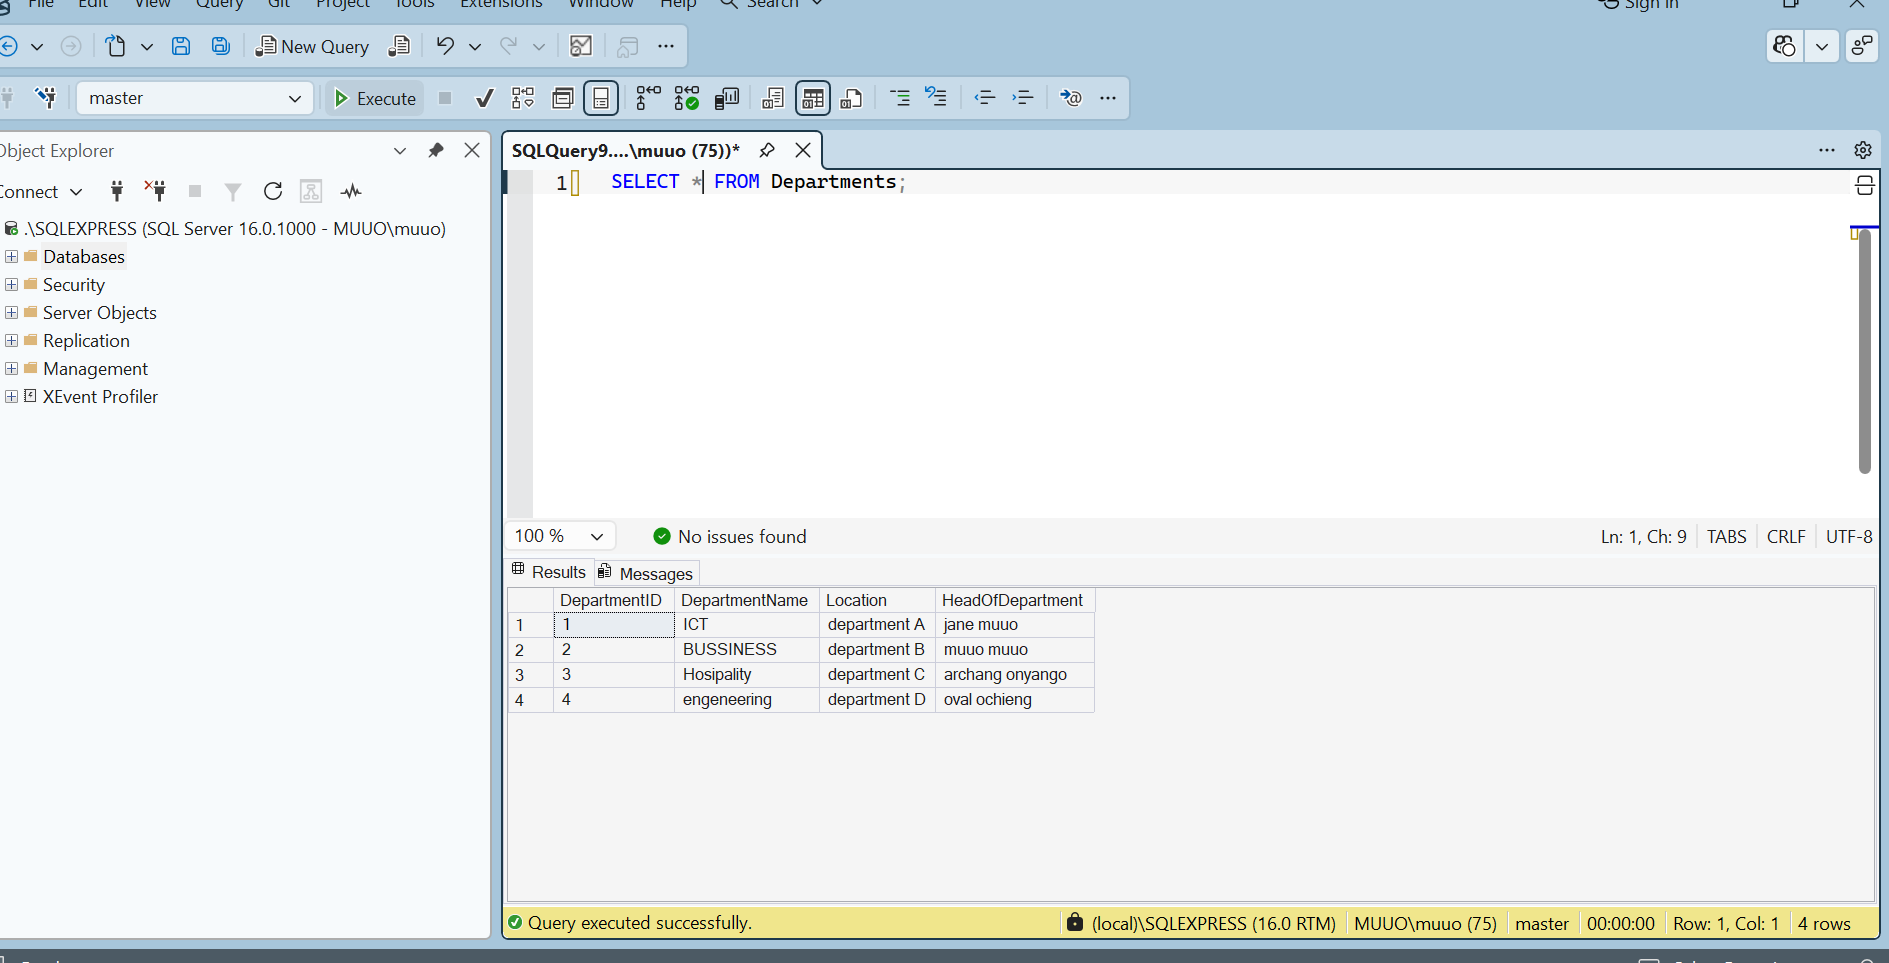 File Edit View Query Git Project Tools Extensions Window Help Search Sign in
New Query
master Execute
Object Explorer
Connect
.\SQLEXPRESS (SQL Server 16.0.1000 - MUUO\muuo)
Databases
Security
Server Objects
Replication
Management
XEvent Profiler
SQLQuery9....\muuo (75))*
1 SELECT * FROM Departments;
100 % No issues found Ln: 1, Ch: 9 TABS CRLF UTF-8
Results Messages
DepartmentID DepartmentName Location HeadOfDepartment
1 1 ICT department A jane muuo
2 2 BUSSINESS department B muuo muuo
3 3 Hosipality department C archang onyango
4 4 engeneering department D oval ochieng
Query executed successfully. (local)\SQLEXPRESS (16.0 RTM) MUUO\muuo (75) master 00:00:00 Row: 1, Col: 1 4 rows